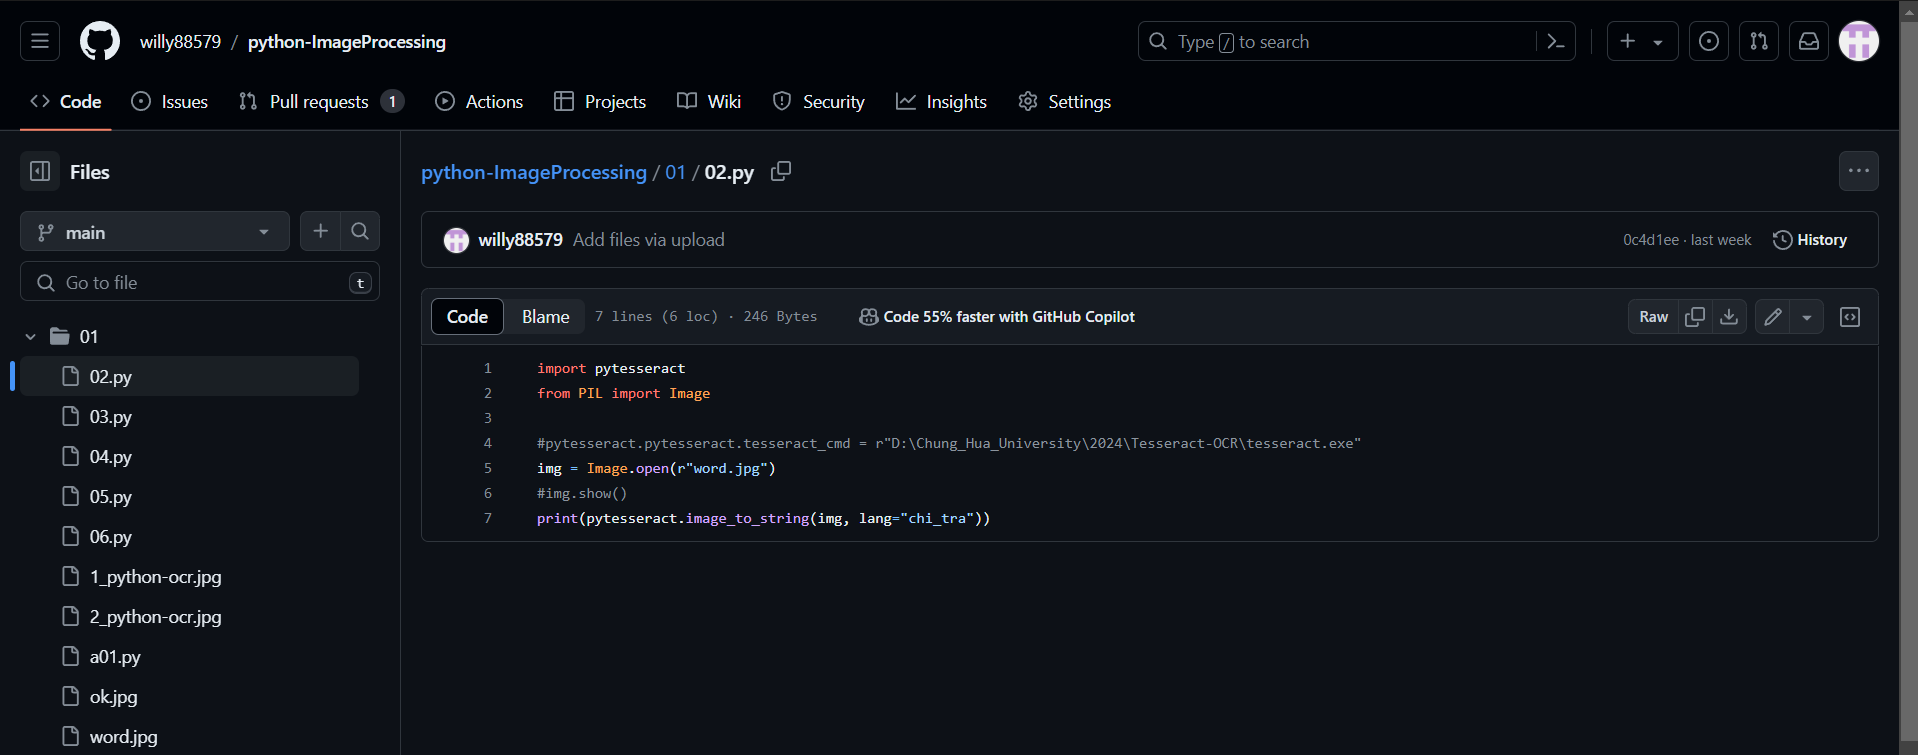 willy88579 / python-ImageProcessing
Type / to search
Code
Issues
Pull requests 1
Actions
Projects
Wiki
Security
Insights
Settings
Files
main
Go to file
t
01
02.py
03.py
04.py
05.py
06.py
1_python-ocr.jpg
2_python-ocr.jpg
a01.py
ok.jpg
word.jpg
python-ImageProcessing / 01 / 02.py
willy88579 Add files via upload
0c4d1ee · last week
History
Code
Blame
7 lines (6 loc) · 246 Bytes
Code 55% faster with GitHub Copilot
Raw
1 import pytesseract
2 from PIL import Image
3
4 #pytesseract.pytesseract.tesseract_cmd = r"D:\Chung_Hua_University\2024\Tesseract-OCR\tesseract.exe"
5 img = Image.open(r"word.jpg")
6 #img.show()
7 print(pytesseract.image_to_string(img, lang="chi_tra"))